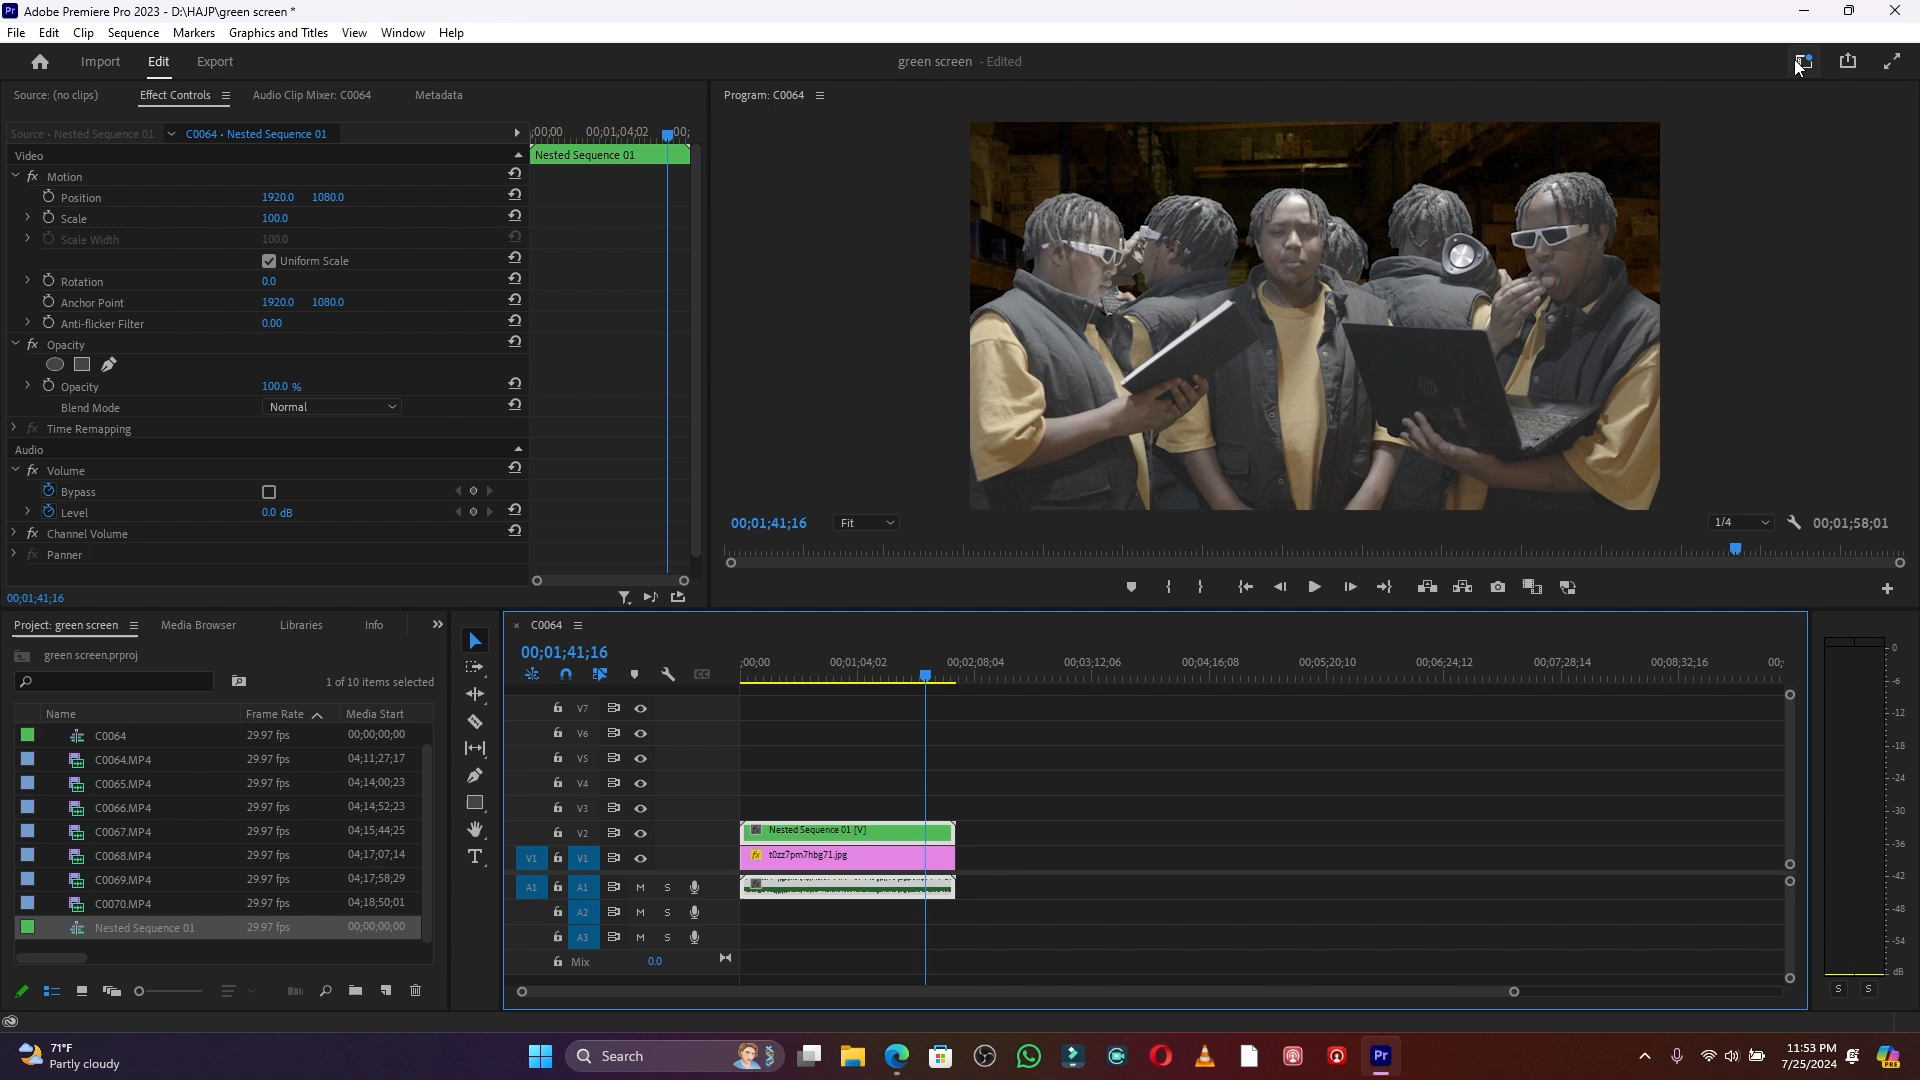 Adobe Premiere Pro 2023 - D:\HAJP\green screen *
File Edit Clip Sequence Markers Graphics and Titles View Window Help
Import Edit Export
green screen - Edited
Source: (no clips) Effect Controls Audio Clip Mixer: C0064 Metadata
Program: C0064
Source - Nested Sequence 01 C0064 - Nested Sequence 01
;00;00 00;01;04;02 00;
Video
Nested Sequence 01
fx Motion
Position 1920.0 1080.0
Scale 100.0
Scale Width 100.0
Uniform Scale
Rotation 0.0
Anchor Point 1920.0 1080.0
Anti-flicker Filter 0.00
fx Opacity
Opacity 100.0 %
Blend Mode Normal
fx Time Remapping
Audio
fx Volume
Bypass
Level 0.0 dB
fx Channel Volume
fx Panner
00;01;41;16
00;01;41;16 Fit 1/4 00;01;58;01
Project: green screen Media Browser Libraries Info
green screen.prproj
1 of 10 items selected
Name Frame Rate Media Start
C0064 29.97 fps 00;00;00;00
C0064.MP4 29.97 fps 04;11;27;17
C0065.MP4 29.97 fps 04;14;00;23
C0066.MP4 29.97 fps 04;14;52;23
C0067.MP4 29.97 fps 04;15;44;25
C0068.MP4 29.97 fps 04;17;07;14
C0069.MP4 29.97 fps 04;17;58;29
C0070.MP4 29.97 fps 04;18;50;01
Nested Sequence 01 29.97 fps 00;00;00;00
× C0064
00;01;41;16
;00;00 00;01;04;02 00;02;08;04 00;03;12;06 00;04;16;08 00;05;20;10 00;06;24;12 00;07;28;14 00;08;32;16 00;
V7
V6
V5
V4
V3
V2 fx Nested Sequence 01 [V]
V1 V1 fx t0zz7pm7hbg71.jpg
A1 A1 M S fx
A2 M S
A3 M S
Mix 0.0
0
-6
-12
-18
-24
-30
-36
-42
-48
-54
dB
S S
71°F
Partly cloudy
Search
Pr
11:53 PM
7/25/2024
PRE